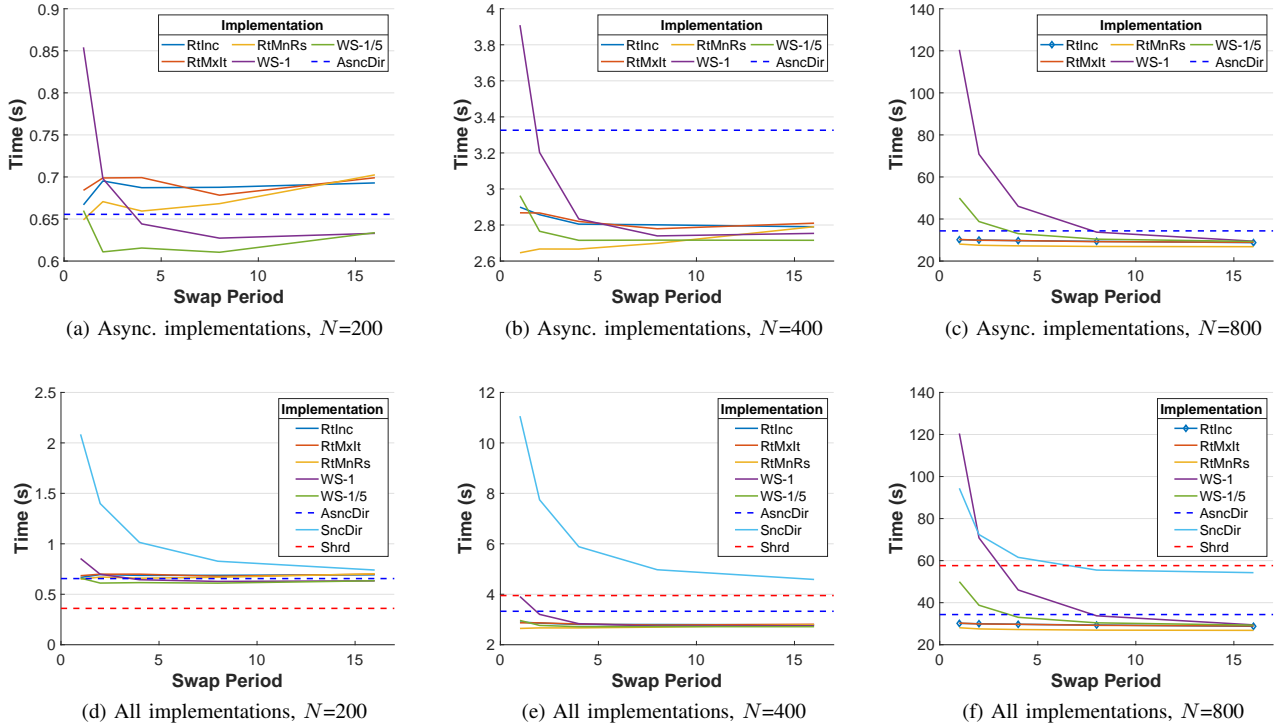 Implementation
RtInc RtMnRs WS-1/5
RtMxIt WS-1 AsncDir
0.9
0.85
0.8
0.75
0.7
0.65
0.6
Time (s)
0 5 10 15
Swap Period
(a) Async. implementations, N=200
Implementation
RtInc RtMnRs WS-1/5
RtMxIt WS-1 AsncDir
4
3.8
3.6
3.4
3.2
3
2.8
2.6
Time (s)
0 5 10 15
Swap Period
(b) Async. implementations, N=400
Implementation
RtInc RtMnRs WS-1/5
RtMxIt WS-1 AsncDir
140
120
100
80
60
40
20
Time (s)
0 5 10 15
Swap Period
(c) Async. implementations, N=800
Implementation
RtInc
RtMxIt
RtMnRs
WS-1
WS-1/5
AsncDir
SncDir
Shrd
2.5
2
1.5
1
0.5
0
Time (s)
0 5 10 15
Swap Period
(d) All implementations, N=200
Implementation
RtInc
RtMxIt
RtMnRs
WS-1
WS-1/5
AsncDir
SncDir
Shrd
12
10
8
6
4
2
Time (s)
0 5 10 15
Swap Period
(e) All implementations, N=400
Implementation
RtInc
RtMxIt
RtMnRs
WS-1
WS-1/5
AsncDir
SncDir
Shrd
140
120
100
80
60
40
20
Time (s)
0 5 10 15
Swap Period
(f) All implementations, N=800